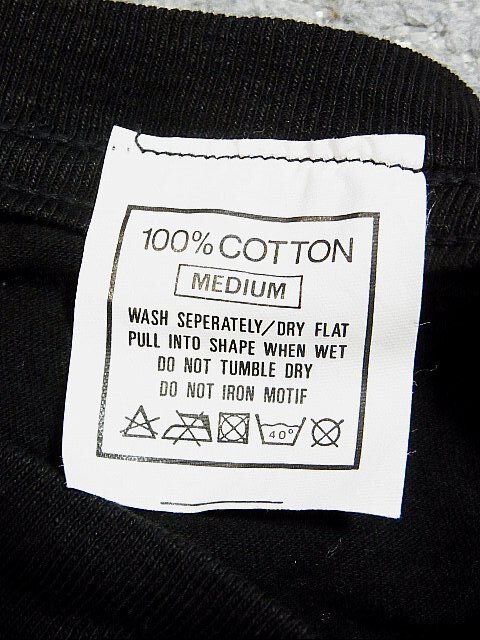 100% COTTON
MEDIUM
WASH SEPERATELY/DRY FLAT
PULL INTO SHAPE WHEN WET
DO NOT TUMBLE DRY
DO NOT IRON MOTIF
40°